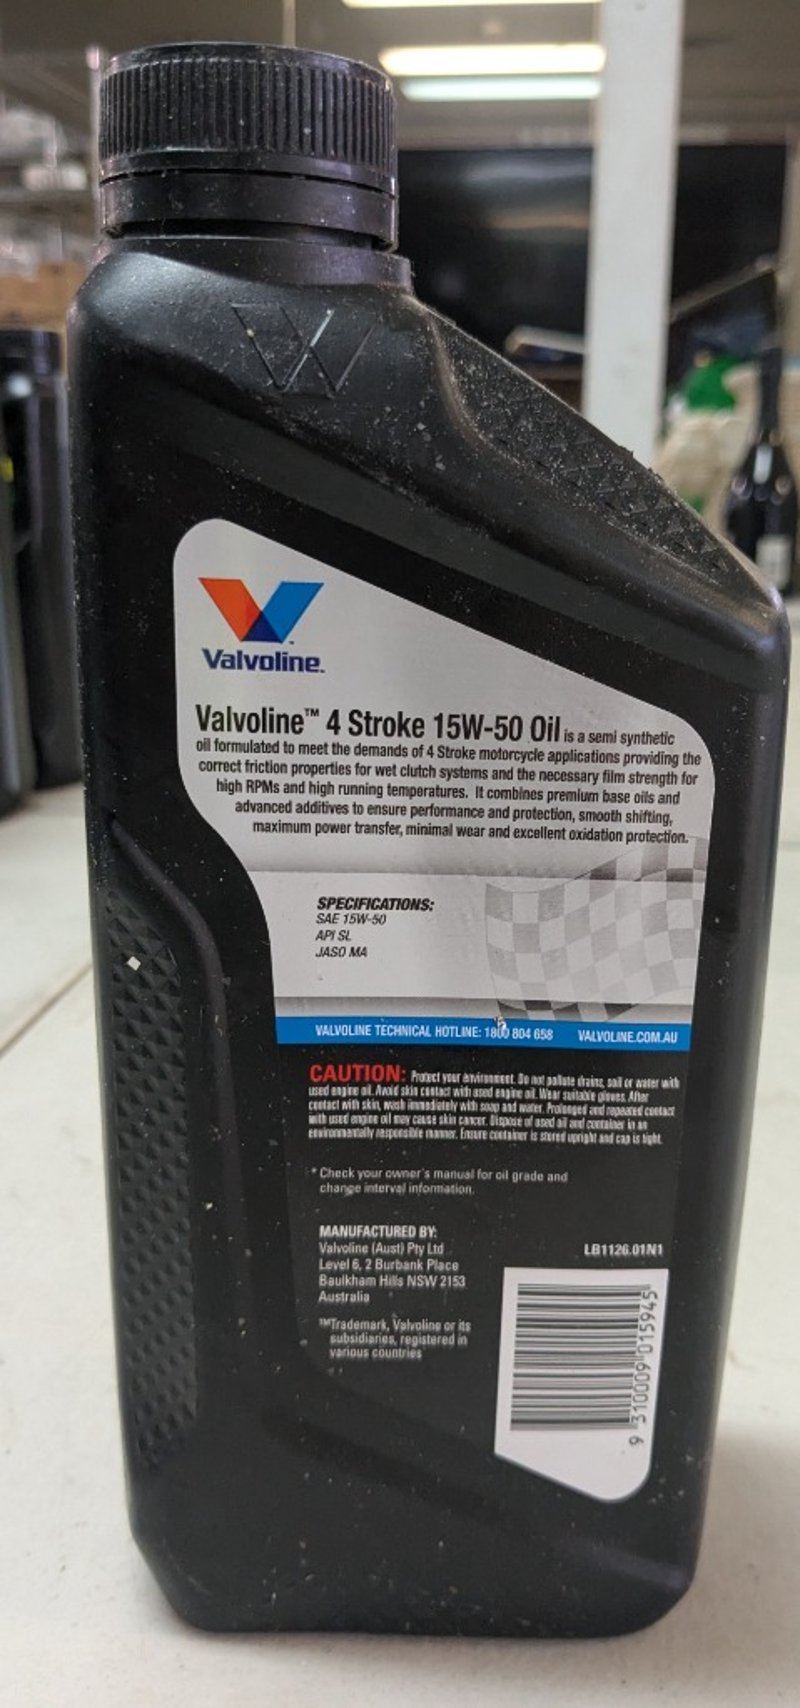 Valvoline™
Valvoline™ 4 Stroke 15W-50 Oil is a semi synthetic
oil formulated to meet the demands of 4 Stroke motorcycle applications providing the
correct friction properties for wet clutch systems and the necessary film strength for
high RPMs and high running temperatures. It combines premium base oils and
advanced additives to ensure performance and protection, smooth shifting,
maximum power transfer, minimal wear and excellent oxidation protection.
SPECIFICATIONS:
SAE 15W-50
API SL
JASO MA
VALVOLINE TECHNICAL HOTLINE: 1800 804 658 VALVOLINE.COM.AU
CAUTION: Protect your environment. Do not pollute drains, soil or water with
used engine oil. Avoid skin contact with used engine oil. Wear suitable gloves. After
contact with skin, wash immediately with soap and water. Prolonged and repeated contact
with used engine oil may cause skin cancer. Dispose of used oil and container in an
environmentally responsible manner. Ensure container is stored upright and cap is tight.
* Check your owner's manual for oil grade and
change interval information.
MANUFACTURED BY:
Valvoline (Aust) Pty Ltd
Level 6, 2 Burbank Place
Baulkham Hills NSW 2153
Australia
™Trademark, Valvoline or its
subsidiaries, registered in
various countries
LB1126.01N1
9 310009 015945